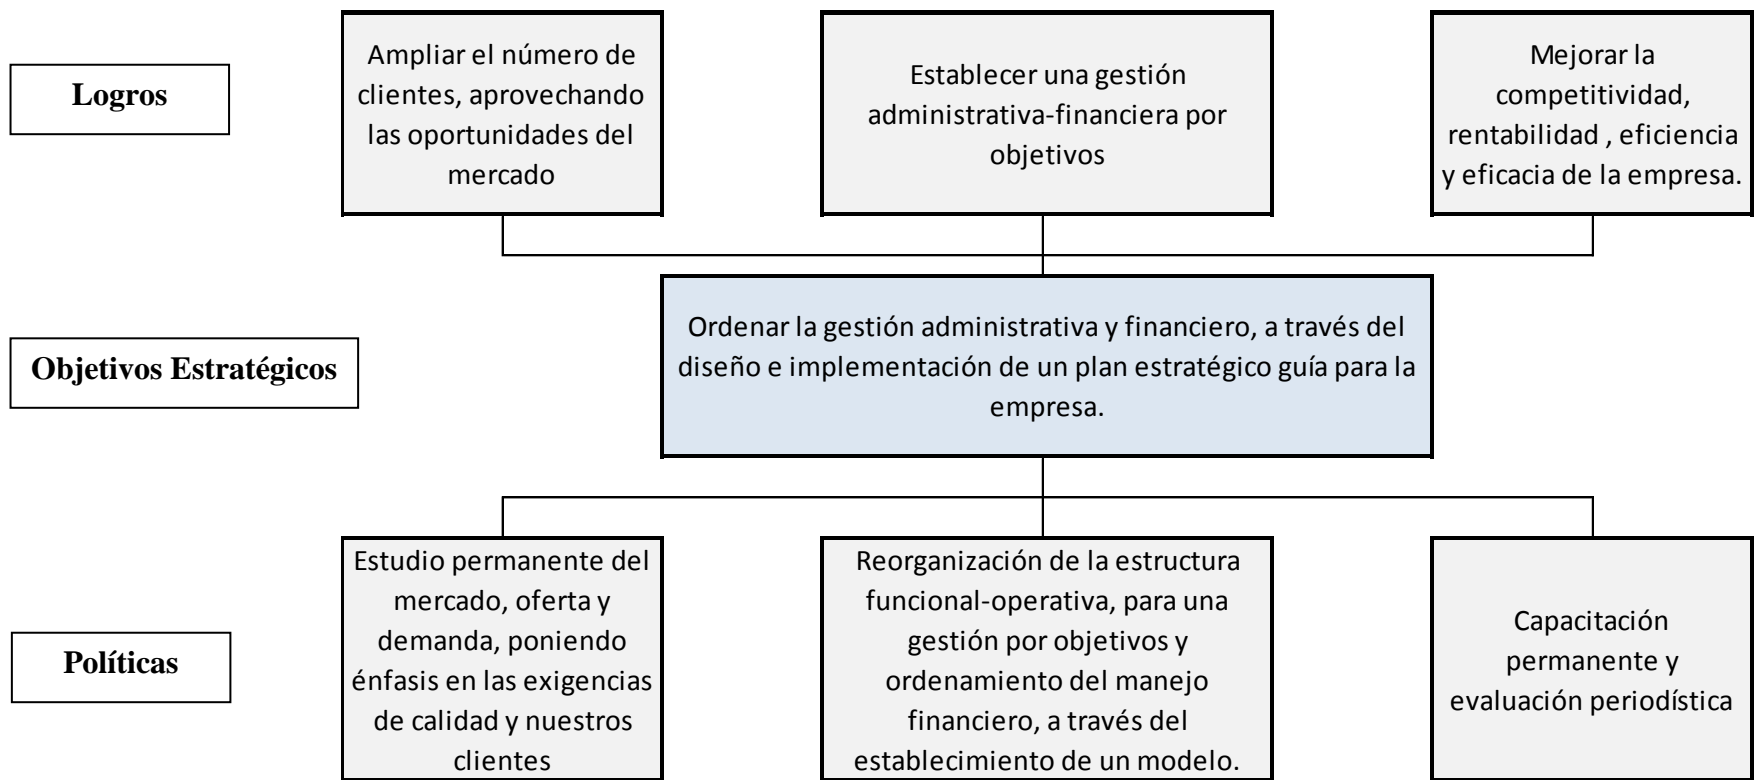 Logros
Ampliar el número de
clientes, aprovechando
las oportunidades del
mercado
Establecer una gestión
administrativa-financiera por
objetivos
Mejorar la
competitividad,
rentabilidad , eficiencia
y eficacia de la empresa.
Objetivos Estratégicos
Ordenar la gestión administrativa y financiero, a través del
diseño e implementación de un plan estratégico guía para la
empresa.
Políticas
Estudio permanente del
mercado, oferta y
demanda, poniendo
énfasis en las exigencias
de calidad y nuestros
clientes
Reorganización de la estructura
funcional-operativa, para una
gestión por objetivos y
ordenamiento del manejo
financiero, a través del
establecimiento de un modelo.
Capacitación
permanente y
evaluación periodística